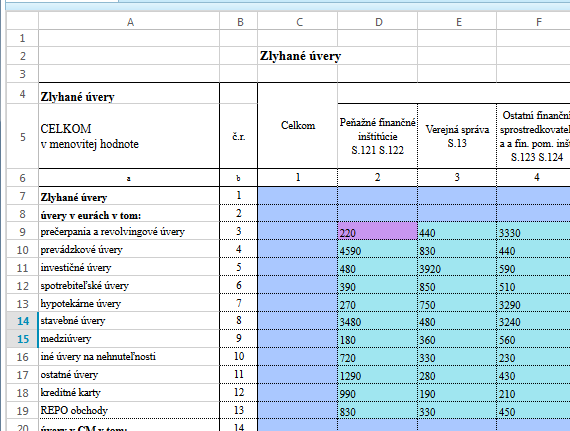 A B C D E F
1
2 Zlyhané úvery
3
4 Zlyhané úvery
5 CELKOM
v menovitej hodnote
č.r.
Celkom
Peňažné finančné
inštitúcie
S.121 S.122
Verejná správa
S.13
Ostatní finanční
sprostredkovatel
a a fin. pom. inšt
S.123 S.124
6 a b 1 2 3 4
7 Zlyhané úvery 1
8 úvery v eurách v tom: 2
9 prečerpania a revolvingové úvery 3 220 440 3330
10 prevádzkové úvery 4 4590 830 440
11 investičné úvery 5 480 3920 590
12 spotrebiteľské úvery 6 390 850 510
13 hypotekárne úvery 7 270 750 3290
14 stavebné úvery 8 3480 480 3240
15 medziúvery 9 180 360 560
16 iné úvery na nehnuteľnosti 10 720 330 230
17 ostatné úvery 11 1290 280 430
18 kreditné karty 12 990 190 210
19 REPO obchody 13 830 330 450
20 úvery v CM v tom: 14